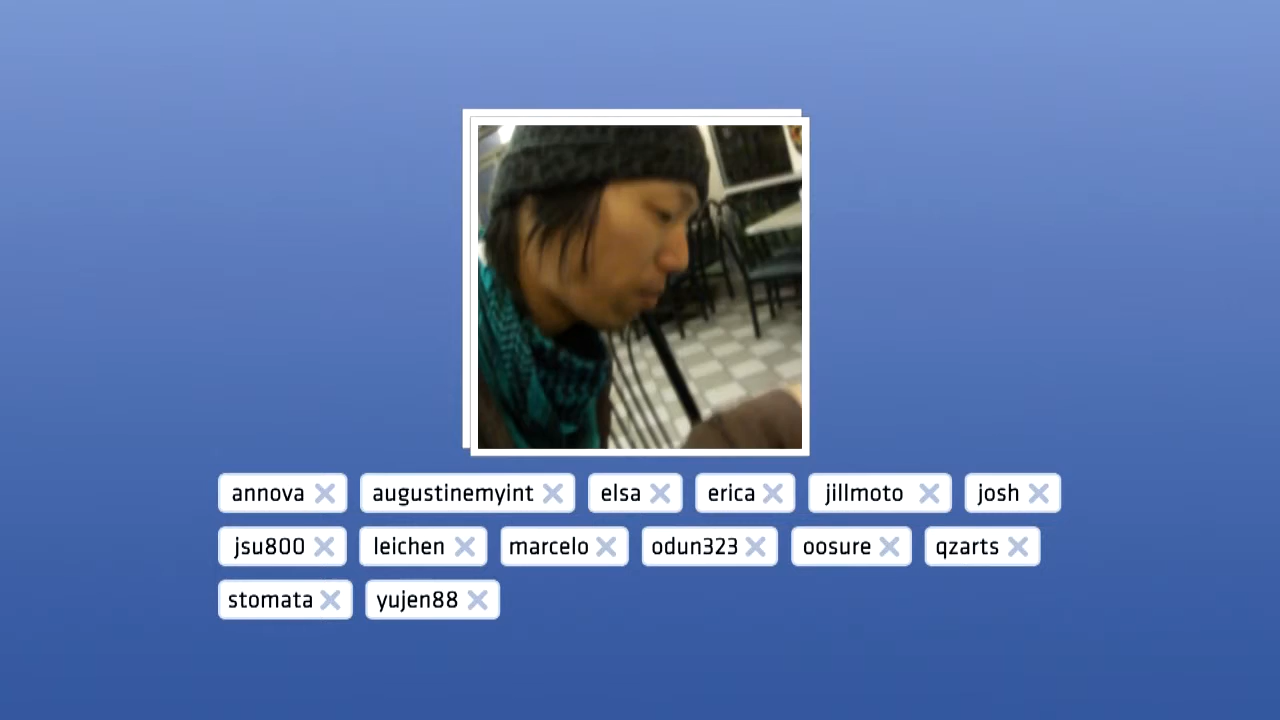 annova augustinemyint elsa erica jillmoto josh
jsu800 leichen marcelo odun323 oosure qzarts
stomata yujen88